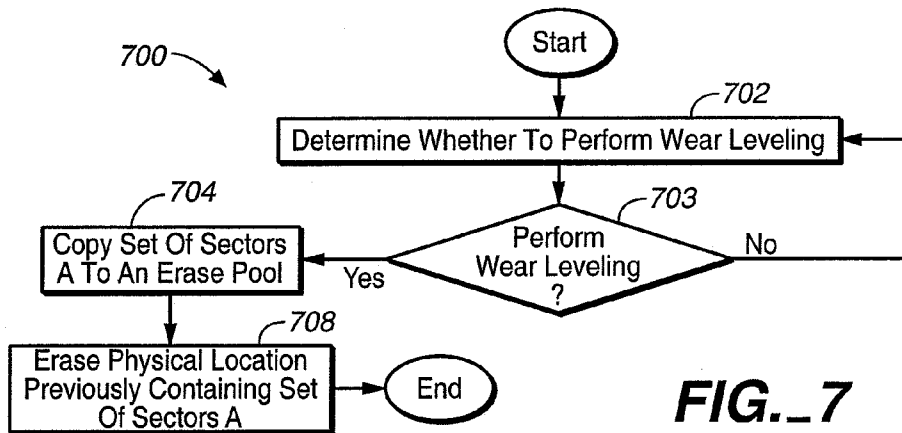 700
Start
702
Determine Whether To Perform Wear Leveling
703
Perform
Wear Leveling
?
No
Yes
704
Copy Set Of Sectors
A To An Erase Pool
708
Erase Physical Location
Previously Containing Set
Of Sectors A
End
FIG._7